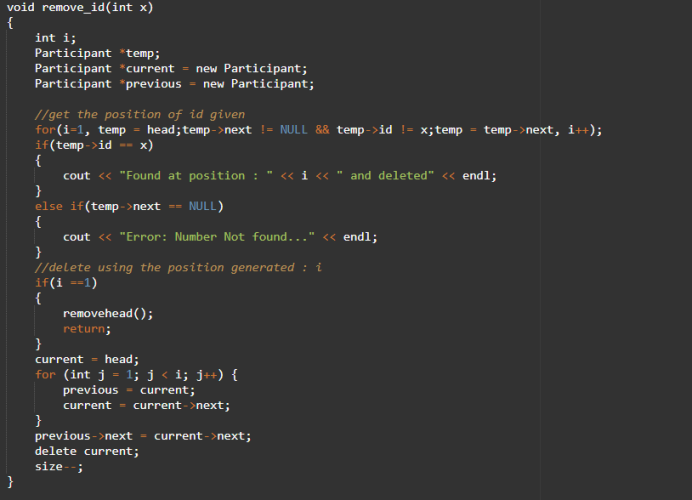 void remove_id(int x)
{
    int i;
    Participant *temp;
    Participant *current = new Participant;
    Participant *previous = new Participant;

    //get the position of id given
    for(i=1, temp = head;temp->next != NULL && temp->id != x;temp = temp->next, i++);
    if(temp->id == x)
    {
        cout << "Found at position : " << i << " and deleted" << endl;
    }
    else if(temp->next == NULL)
    {
        cout << "Error: Number Not found..." << endl;
    }
    //delete using the position generated : i
    if(i ==1)
    {
        removehead();
        return;
    }
    current = head;
    for (int j = 1; j < i; j++) {
        previous = current;
        current = current->next;
    }
    previous->next = current->next;
    delete current;
    size--;
}